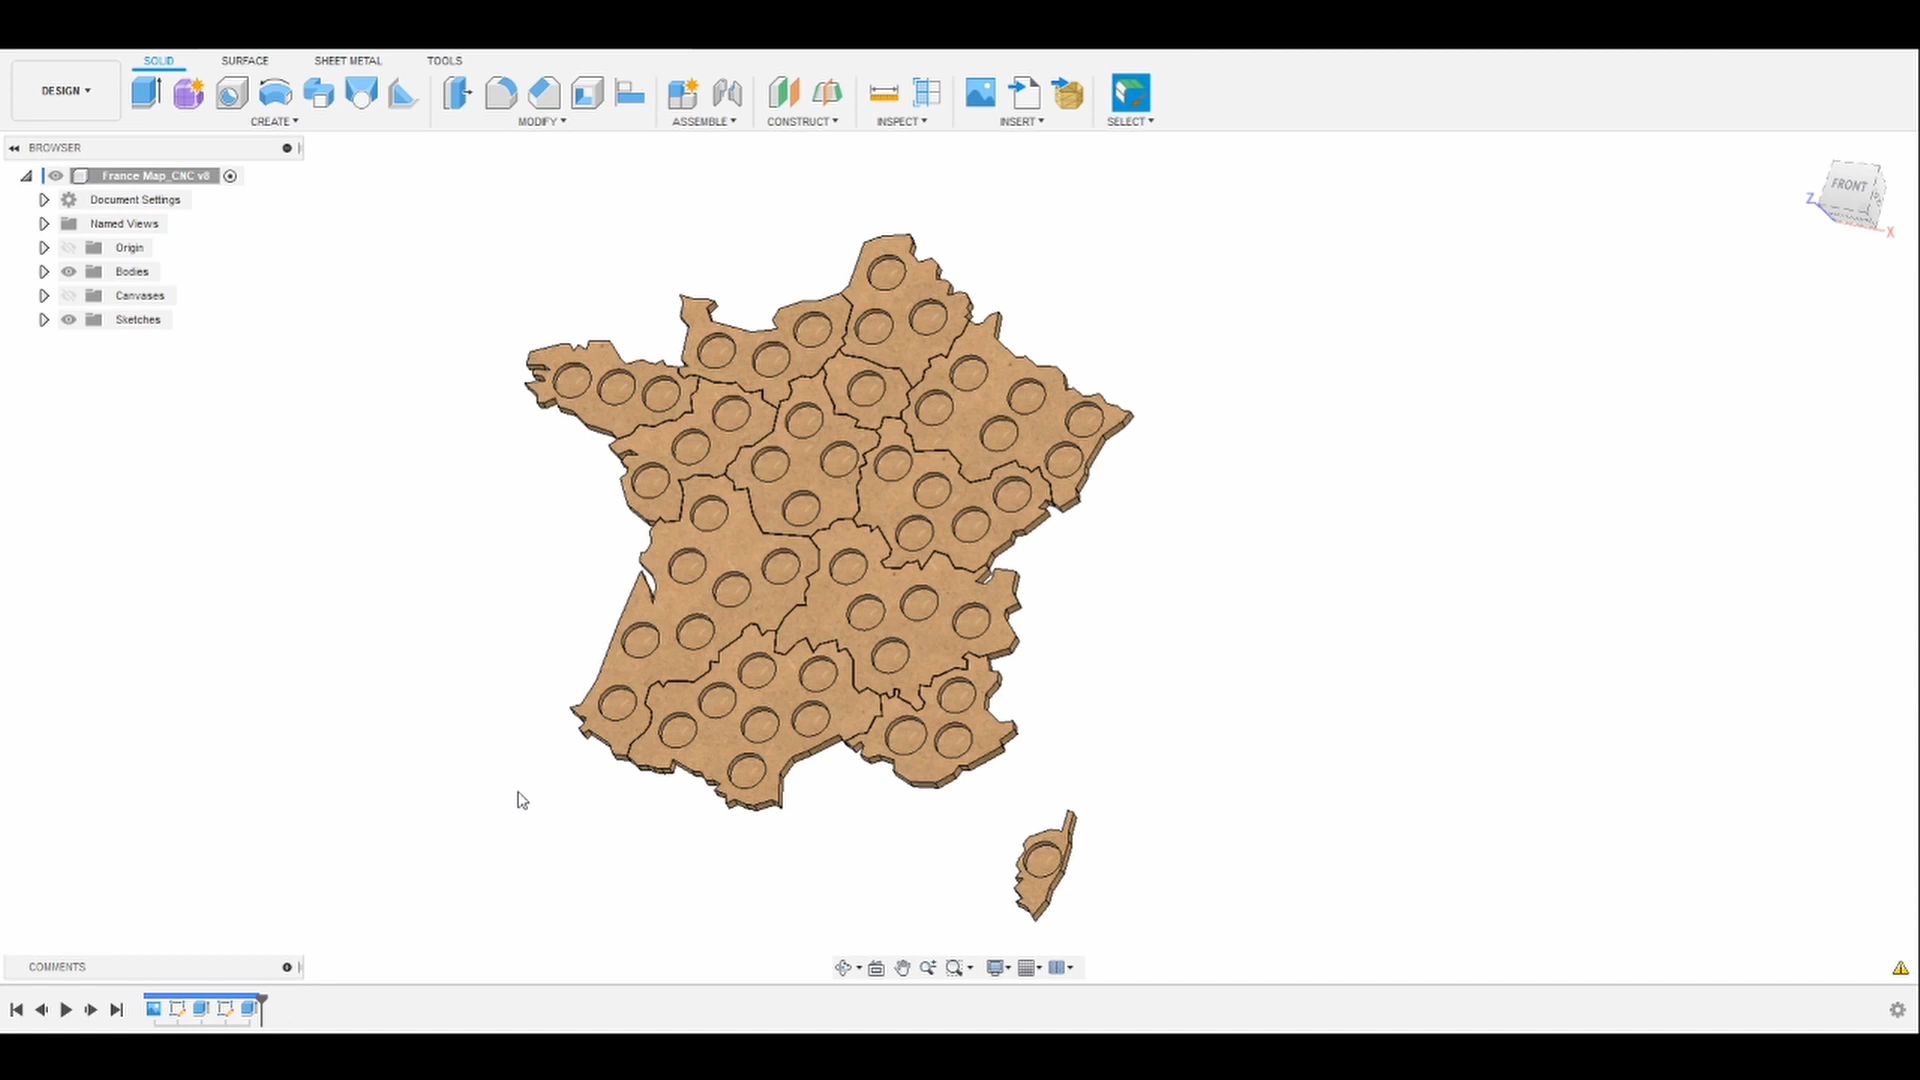 SOLID SURFACE SHEET METAL TOOLS
DESIGN
CREATE MODIFY ASSEMBLE CONSTRUCT INSPECT INSERT SELECT
BROWSER
France Map_CNC v8
Document Settings
Named Views
Origin
Bodies
Canvases
Sketches
FRONT
Z
X
COMMENTS